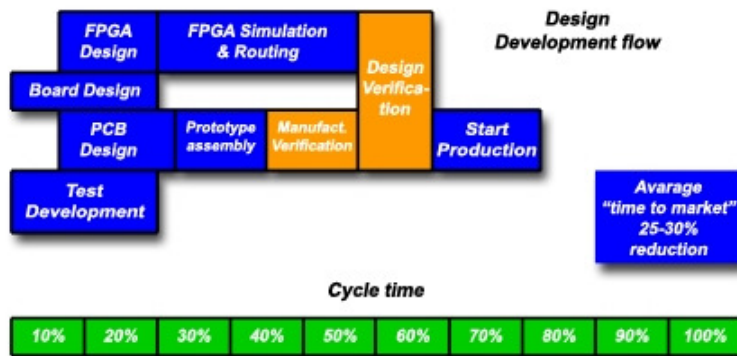 Design
Development flow
FPGA
Design
FPGA Simulation
& Routing
Design
Verifica-
tion
Board Design
PCB
Design
Prototype
assembly
Manufact.
Verification
Start
Production
Test
Development
Avarage
“time to market”
25-30%
reduction
Cycle time
10% 20% 30% 40% 50% 60% 70% 80% 90% 100%